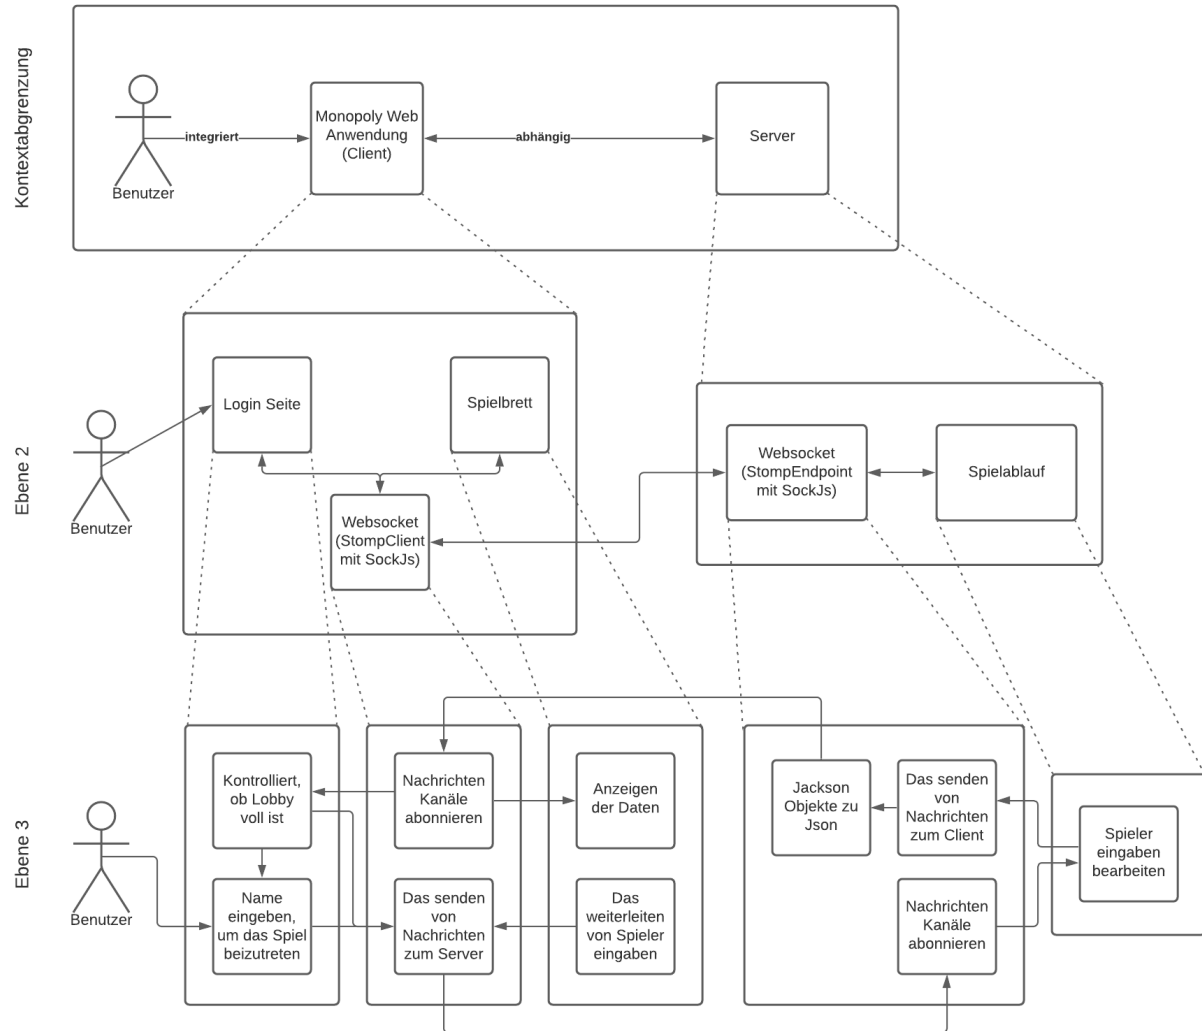 Kontextabgrenzung
Benutzer
integriert
Monopoly Web
Anwendung
(Client)
abhängig
Server
Ebene 2
Benutzer
Login Seite
Spielbrett
Websocket
(StompClient
mit SockJs)
Websocket
(StompEndpoint
mit SockJs)
Spielablauf
Ebene 3
Benutzer
Kontrolliert,
ob Lobby
voll ist
Name
eingeben,
um das Spiel
beizutreten
Nachrichten
Kanäle
abonnieren
Das senden
von
Nachrichten
zum Server
Anzeigen
der Daten
Das
weiterleiten
von Spieler
eingaben
Jackson
Objekte zu
Json
Das senden
von
Nachrichten
zum Client
Nachrichten
Kanäle
abonnieren
Spieler
eingaben
bearbeiten